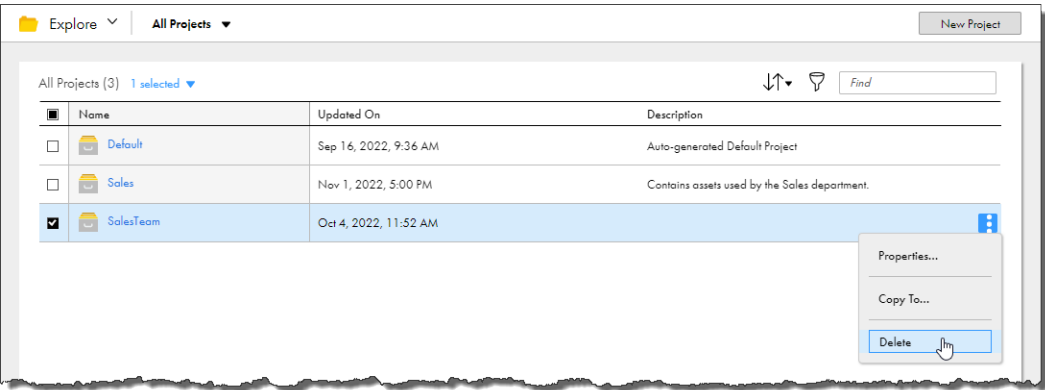 Explore All Projects New Project
All Projects (3) 1 selected Find
Name Updated On Description
Default Sep 16, 2022, 9:36 AM Auto-generated Default Project
Sales Nov 1, 2022, 5:00 PM Contains assets used by the Sales department.
SalesTeam Oct 4, 2022, 11:52 AM
Properties...
Copy To...
Delete